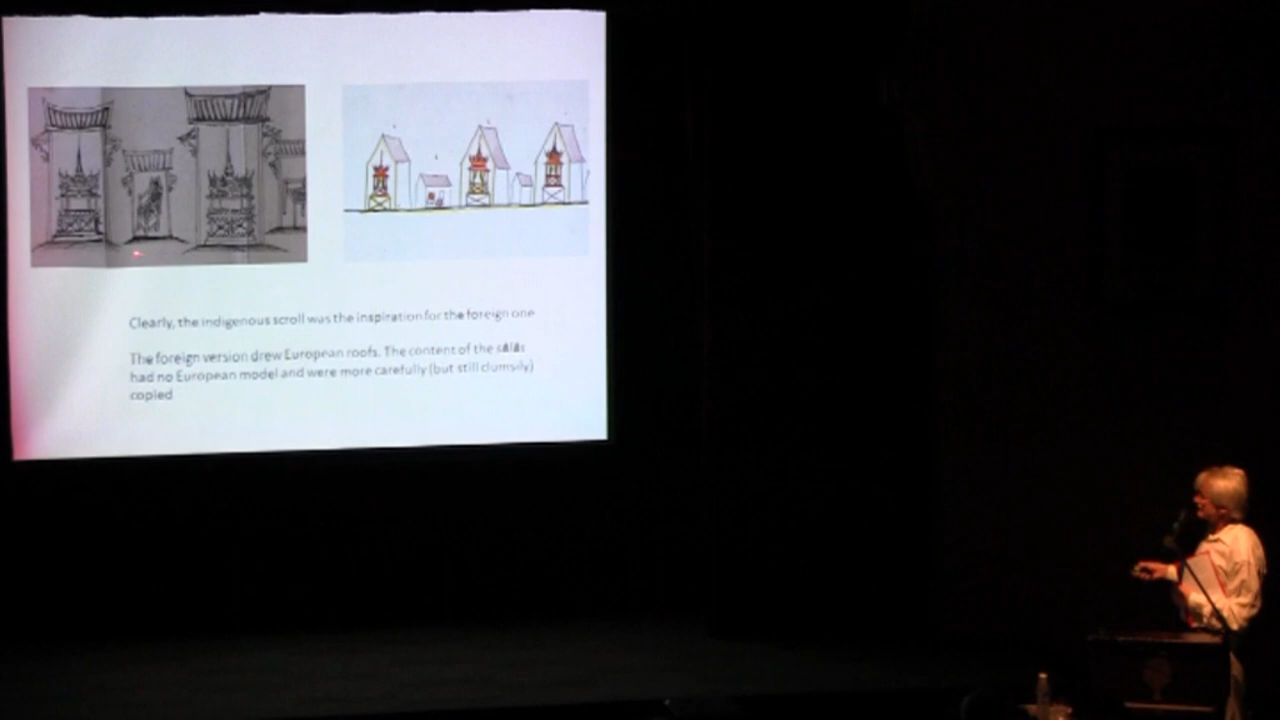 Clearly, the indigenous scroll was the inspiration for the foreign one
The foreign version drew European roofs. The content of the sālās
had no European model and were more carefully (but still clumsily)
copied